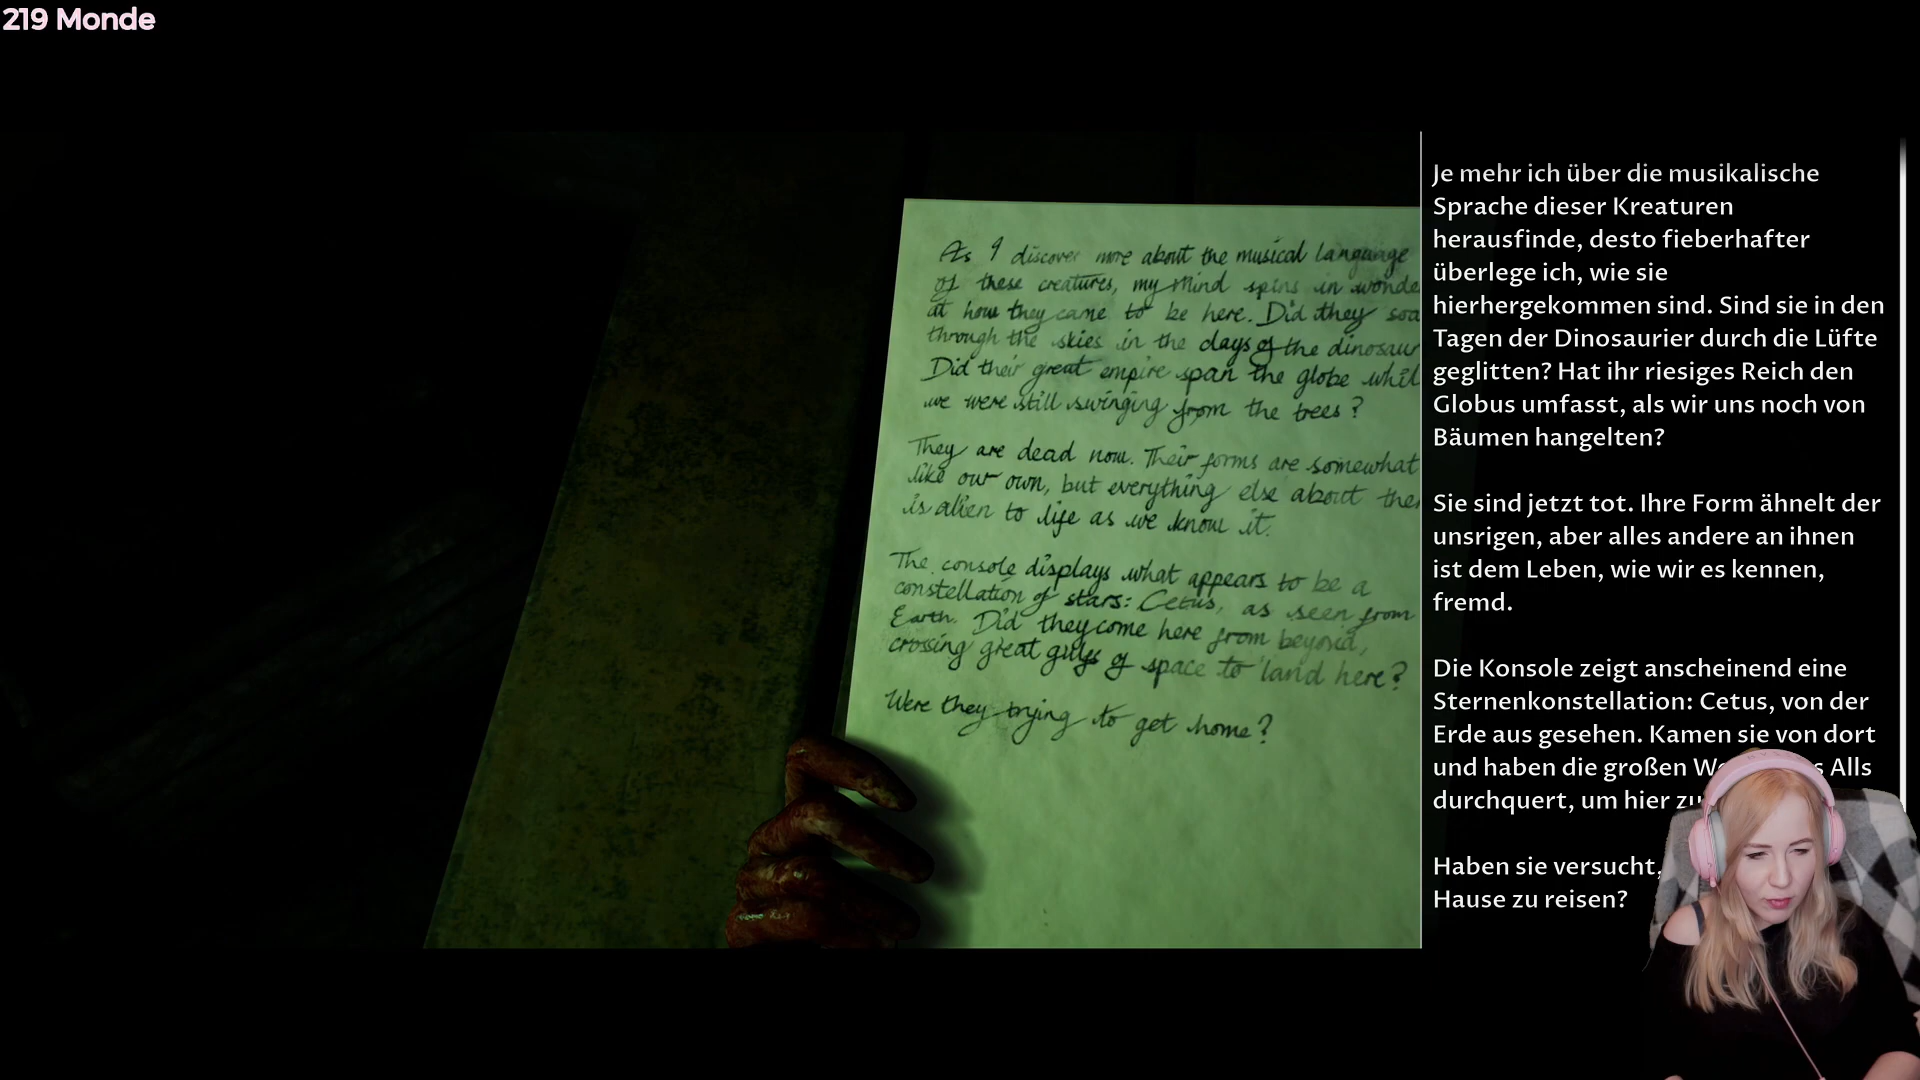 219 Monde
As I discover more about the musical language
of these creatures, my mind spins in wonde
at how they came to be here. Did they soa
through the skies in the days of the dinosaur
Did their great empire span the globe whil
we were still swinging from the trees?
They are dead now. Their forms are somewhat
like our own, but everything else about the
is alien to life as we know it.
The console displays what appears to be a
constellation of stars: Cetus, as seen from
Earth. Did they come here from beyond,
crossing great gulfs of space to land here?
Were they trying to get home?
Je mehr ich über die musikalische
Sprache dieser Kreaturen
herausfinde, desto fieberhafter
überlege ich, wie sie
hierhergekommen sind. Sind sie in den
Tagen der Dinosaurier durch die Lüfte
geglitten? Hat ihr riesiges Reich den
Globus umfasst, als wir uns noch von
Bäumen hangelten?
Sie sind jetzt tot. Ihre Form ähnelt der
unsrigen, aber alles andere an ihnen
ist dem Leben, wie wir es kennen,
fremd.
Die Konsole zeigt anscheinend eine
Sternenkonstellation: Cetus, von der
Erde aus gesehen. Kamen sie von dort
und haben die großen We s Alls
durchquert, um hier zu
Haben sie versucht,
Hause zu reisen?